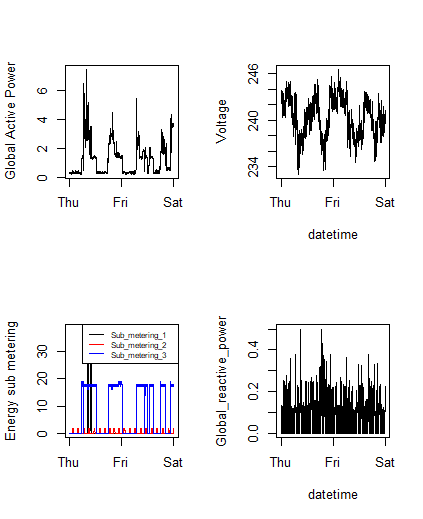 Global Active Power
0 2 4 6
Thu Fri Sat
Voltage
234 240 246
Thu Fri Sat
datetime
Energy sub metering
0 10 20 30
Sub_metering_1
Sub_metering_2
Sub_metering_3
Thu Fri Sat
Global_reactive_power
0.0 0.2 0.4
Thu Fri Sat
datetime